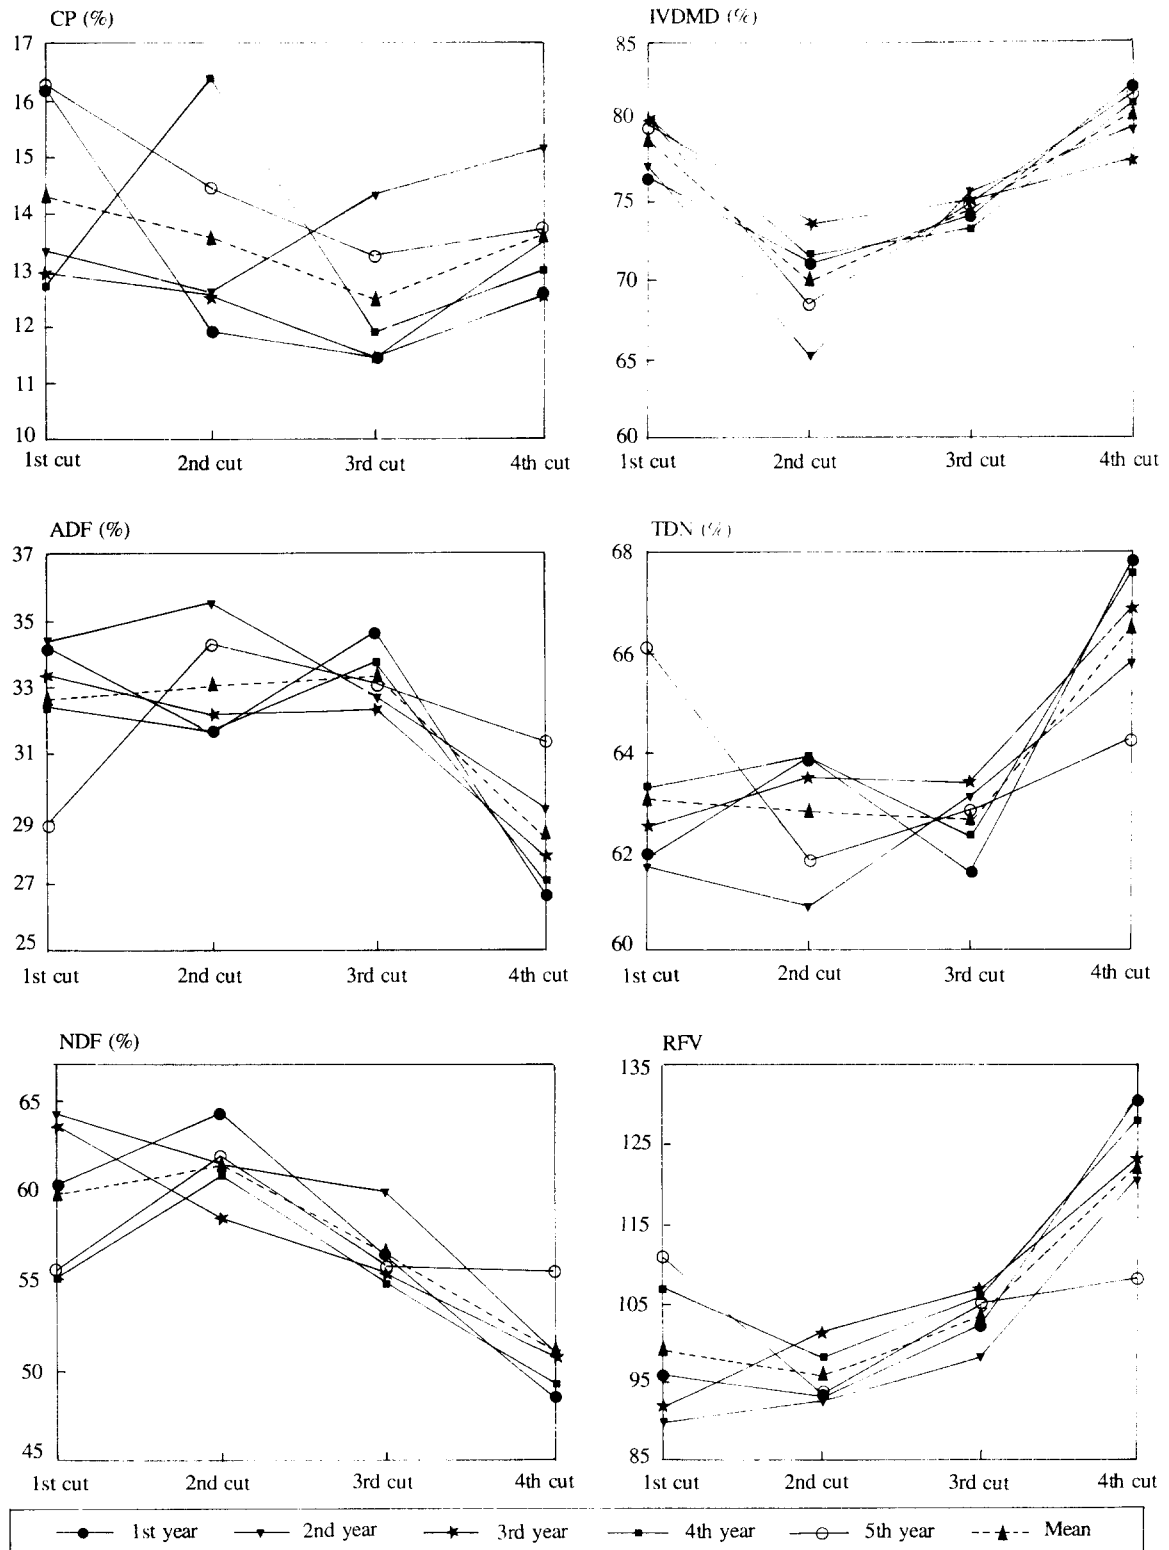 CP (%)
17
16
15
14
13
12
11
10
1st cut 2nd cut 3rd cut 4th cut
IVDMD (%)
85
80
75
70
65
60
1st cut 2nd cut 3rd cut 4th cut
ADF (%)
37
35
33
31
29
27
25
1st cut 2nd cut 3rd cut 4th cut
TDN (%)
68
66
64
62
60
1st cut 2nd cut 3rd cut 4th cut
NDF (%)
65
60
55
50
45
1st cut 2nd cut 3rd cut 4th cut
RFV
135
125
115
105
95
85
1st cut 2nd cut 3rd cut 4th cut
1st year 2nd year 3rd year 4th year 5th year Mean